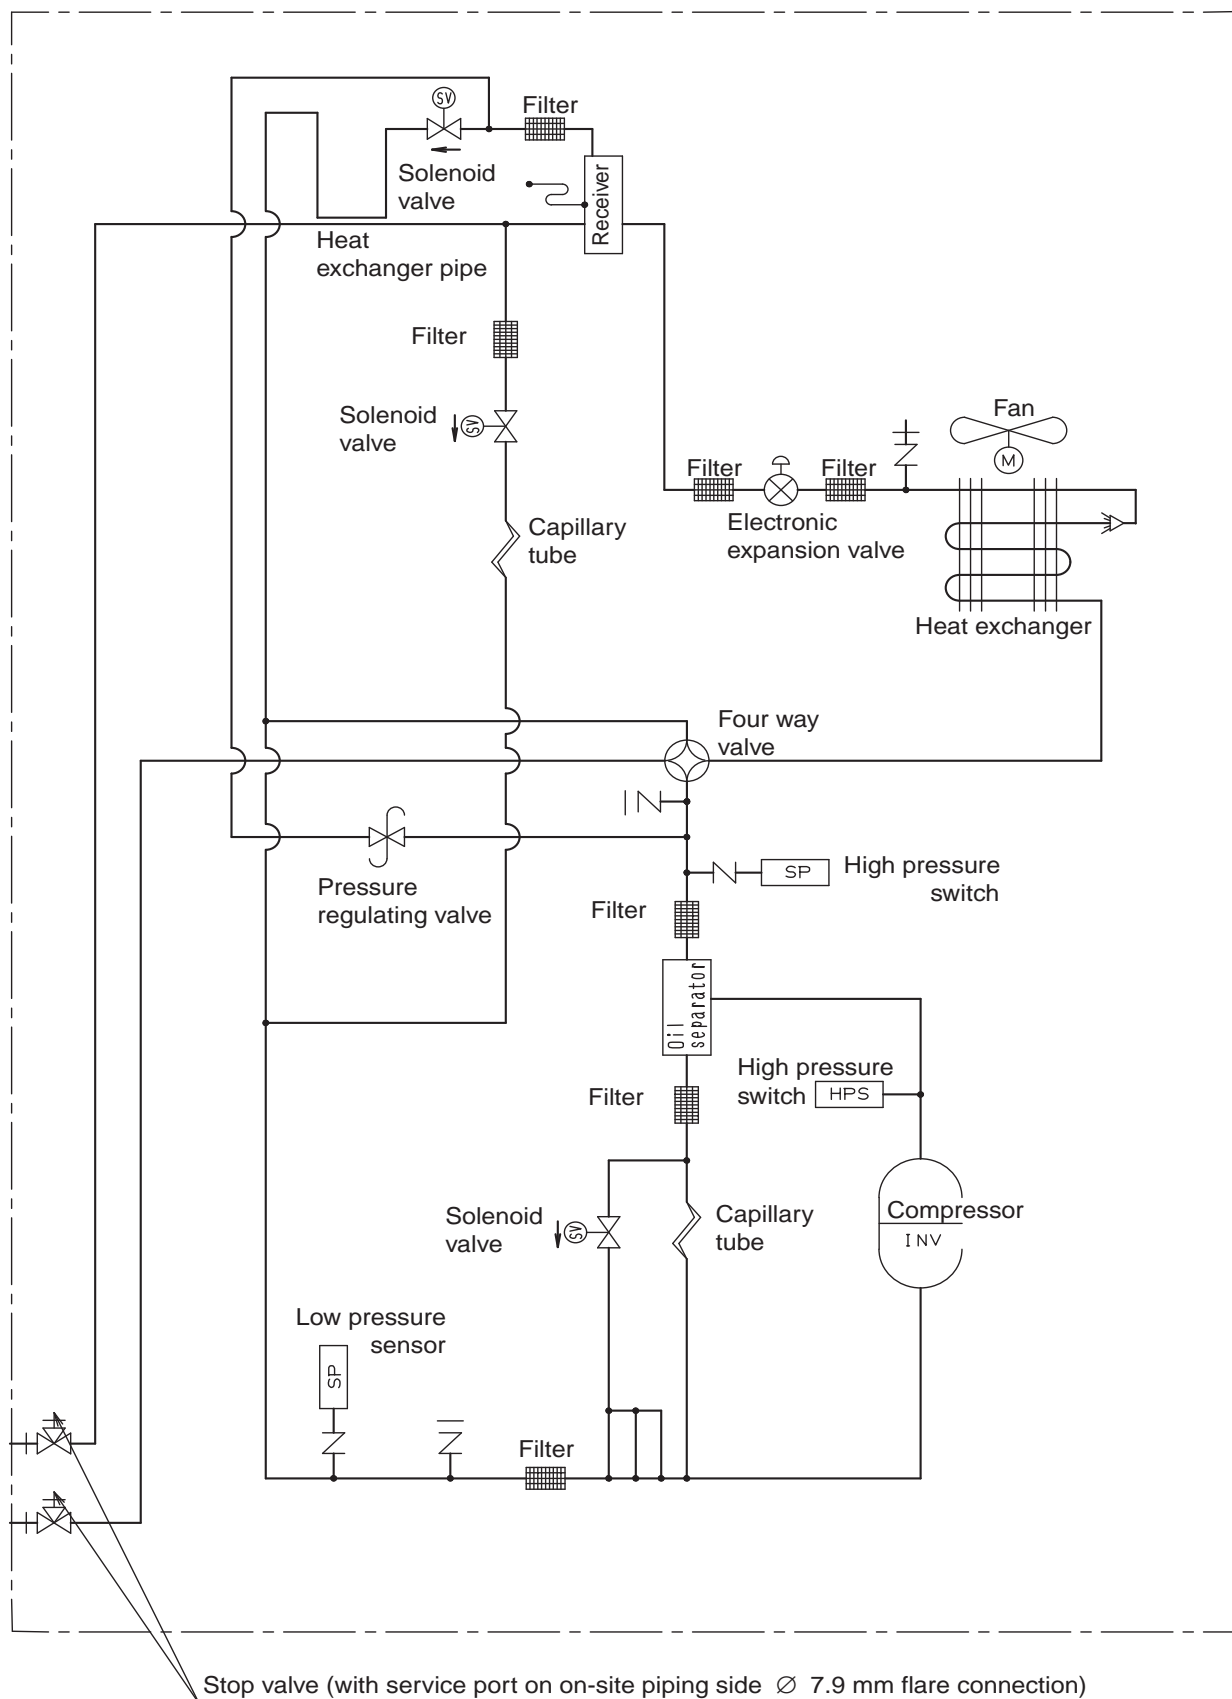 SV
Filter
Solenoid
valve
Receiver
Heat
exchanger pipe
Filter
Solenoid
valve
SV
Fan
M
Filter
Filter
Electronic
expansion valve
Capillary
tube
Heat exchanger
Four way
valve
Pressure
regulating valve
SP
High pressure
switch
Filter
Oil
separator
High pressure
switch
HPS
Filter
Solenoid
valve
SV
Capillary
tube
Compressor
INV
Low pressure
sensor
SP
Filter
Stop valve (with service port on on-site piping side ∅ 7.9 mm flare connection)